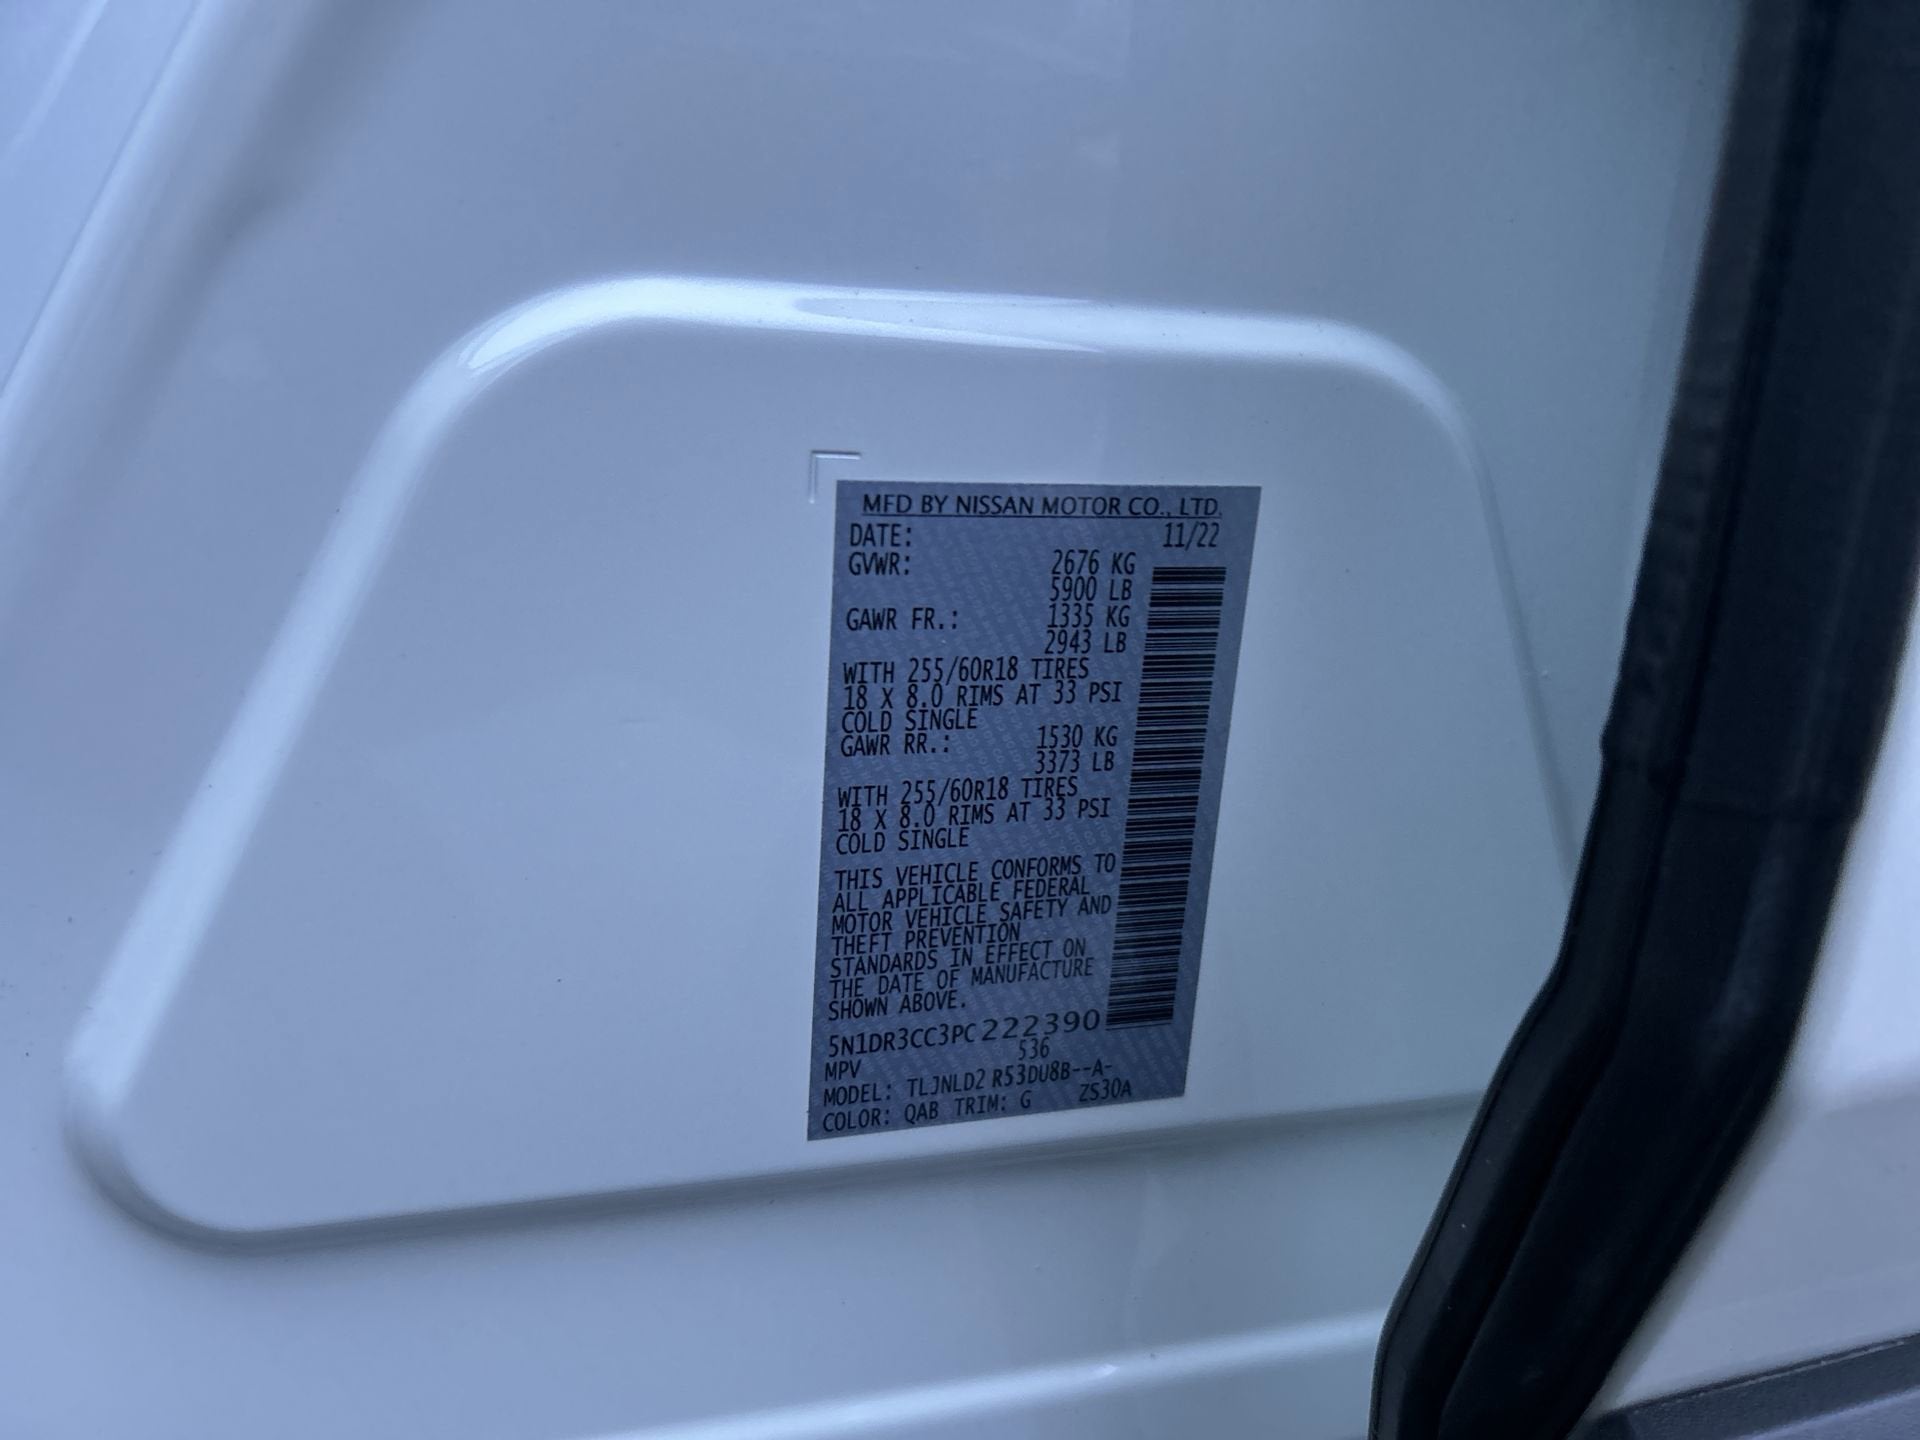 MFD BY NISSAN MOTOR CO., LTD.
DATE: 11/22
GVWR: 2676 KG
5900 LB
GAWR FR.: 1335 KG
2943 LB
WITH 255/60R18 TIRES
18 X 8.0 RIMS AT 33 PSI
COLD SINGLE
GAWR RR.: 1530 KG
3373 LB
WITH 255/60R18 TIRES
18 X 8.0 RIMS AT 33 PSI
COLD SINGLE
THIS VEHICLE CONFORMS TO
ALL APPLICABLE FEDERAL
MOTOR VEHICLE SAFETY AND
THEFT PREVENTION
STANDARDS IN EFFECT ON
THE DATE OF MANUFACTURE
SHOWN ABOVE.
5N1DR3CC3PC222390
MPV 536
MODEL: TLJNLD2 R53DU8B--A-
COLOR: QAB TRIM: G ZS30A